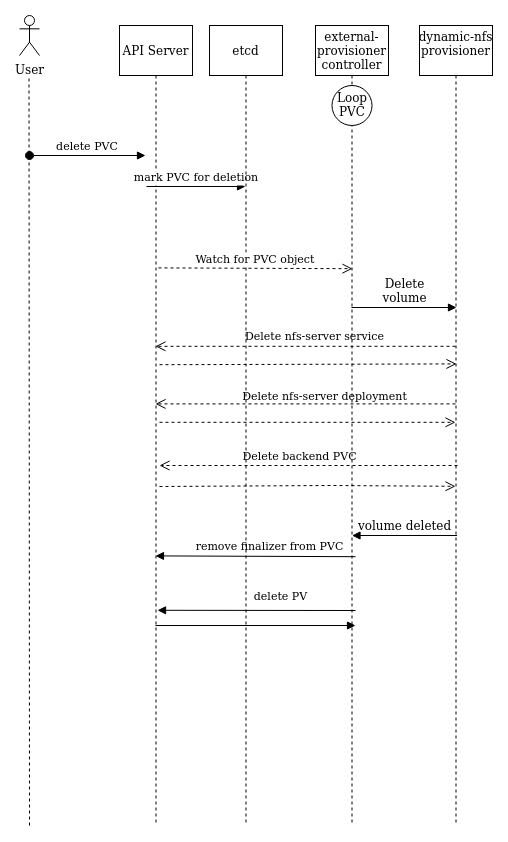 User
API Server
etcd
external-
provisioner
controller
dynamic-nfs
provisioner
Loop
PVC
delete PVC
mark PVC for deletion
Watch for PVC object
Delete
volume
Delete nfs-server service
Delete nfs-server deployment
Delete backend PVC
volume deleted
remove finalizer from PVC
delete PV